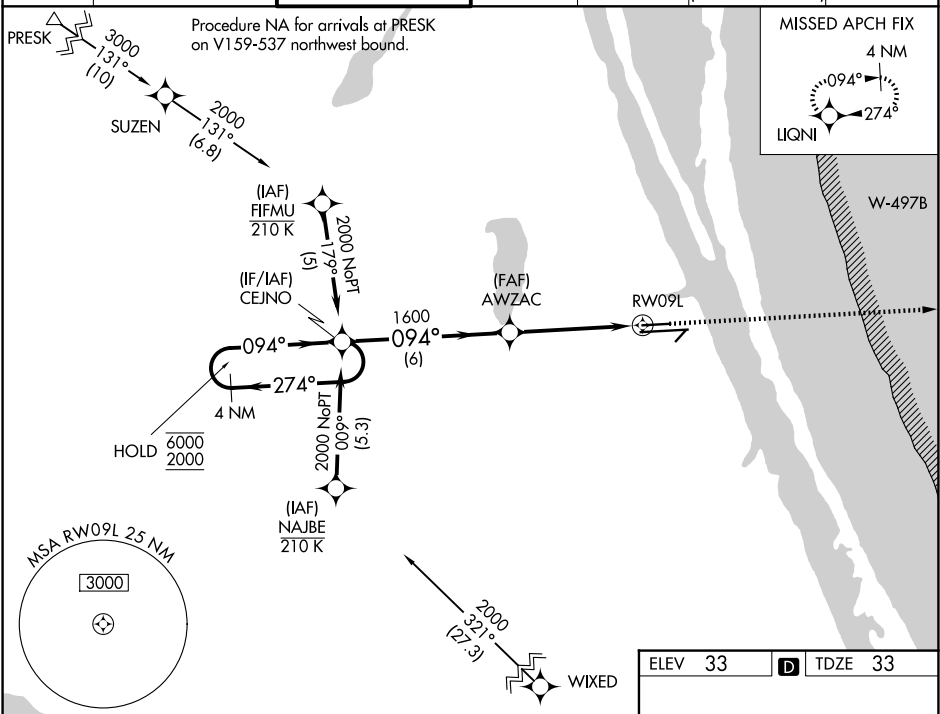 PRESK
3000
131°
(10)
Procedure NA for arrivals at PRESK
on V159-537 northwest bound.
MISSED APCH FIX
4 NM
094°
274°
LIQNI
SUZEN
2000
131°
(6.8)
W-497B
(IAF)
FIFMU
210 K
2000 NoPT
179°
(5)
(IF/IAF)
CEJNO
(FAF)
AWZAC
RW09L
1600
094°
(6)
094°
274°
4 NM
HOLD
6000
2000
2000 NoPT
009°
(5.3)
(IAF)
NAJBE
210 K
MSA RW09L 25 NM
3000
2000
321°
(27.3)
WIXED
ELEV 33
D
TDZE 33